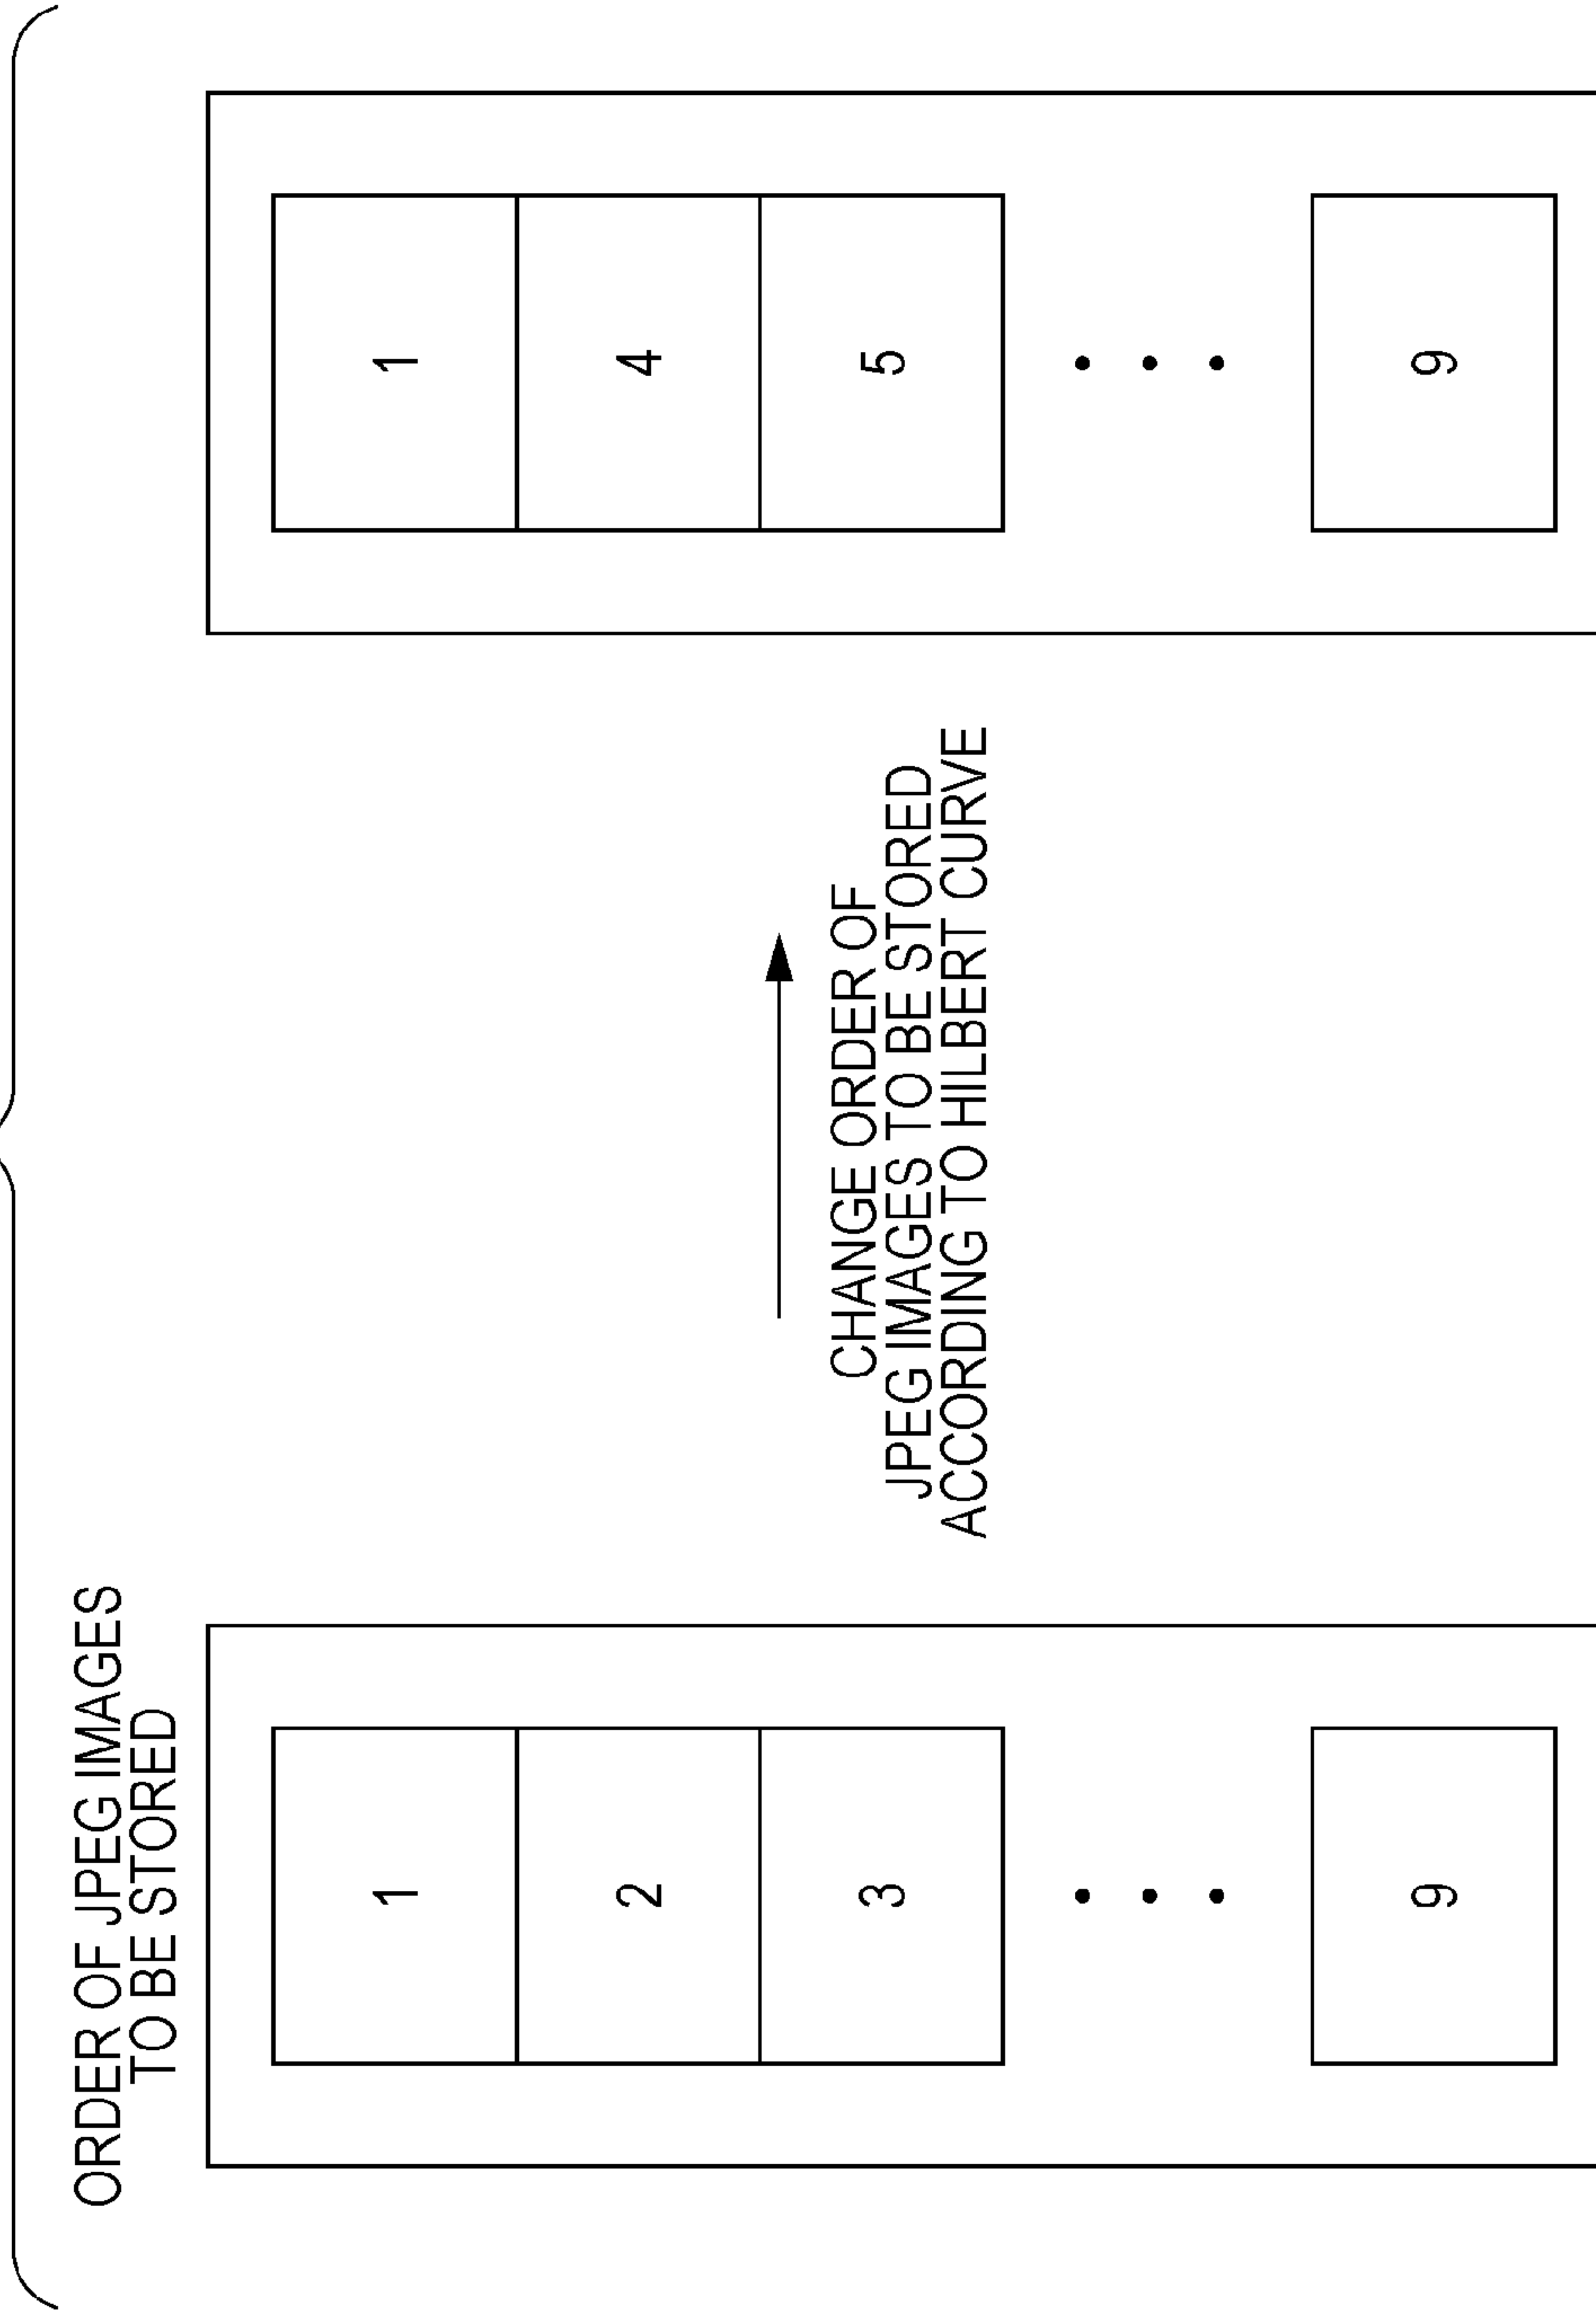 ORDER OF JPEG IMAGES
TO BE STORED
1
2
3
9
CHANGE ORDER OF
JPEG IMAGES TO BE STORED
ACCORDING TO HILBERT CURVE
1
4
5
9